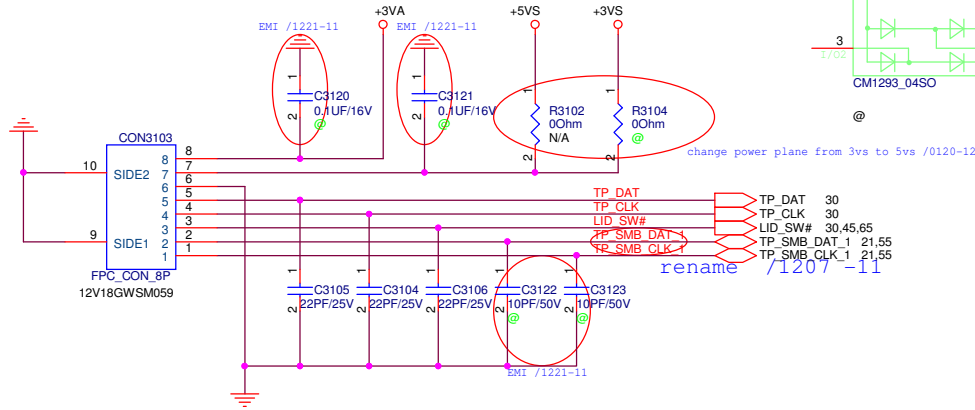 +3VA
+5VS
+3VS
EMI /1221-11
EMI /1221-11
3
I/O2
CM1293_04SO
@
1
C3120
0.1UF/16V
2
@
1
C3121
0.1UF/16V
2
@
1
R3102
0Ohm
N/A
2
1
R3104
0Ohm
@
2
change power plane from 3vs to 5vs /0120-12
CON3103
10
SIDE2
9
SIDE1
8
7
6
5
4
3
2
1
8
7
6
5
4
3
2
1
FPC_CON_8P
12V18GWSM059
TP_DAT
TP_CLK
LID_SW#
TP_SMB_DAT_1
TP_SMB_CLK_1
TP_DAT 30
TP_CLK 30
LID_SW# 30,45,65
TP_SMB_DAT_1 21,55
TP_SMB_CLK_1 21,55
rename /1207 -11
1
C3105
22PF/25V
2
1
C3104
22PF/25V
2
1
C3106
22PF/25V
2
1
C3122
10PF/50V
2
@
1
C3123
10PF/50V
2
@
EMI /1221-11